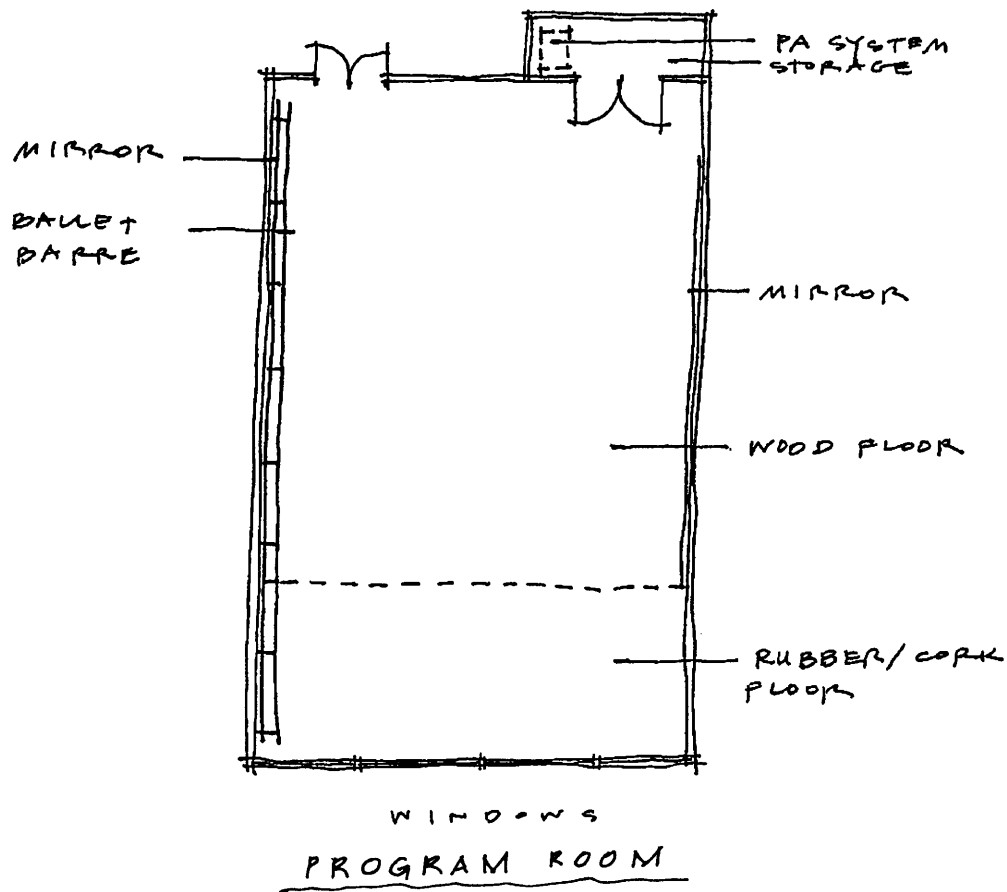 PA SYSTEM
STORAGE
MIRROR
BALLET
BARRE
MIRROR
WOOD FLOOR
RUBBER/CORK
FLOOR
WINDOWS
PROGRAM ROOM